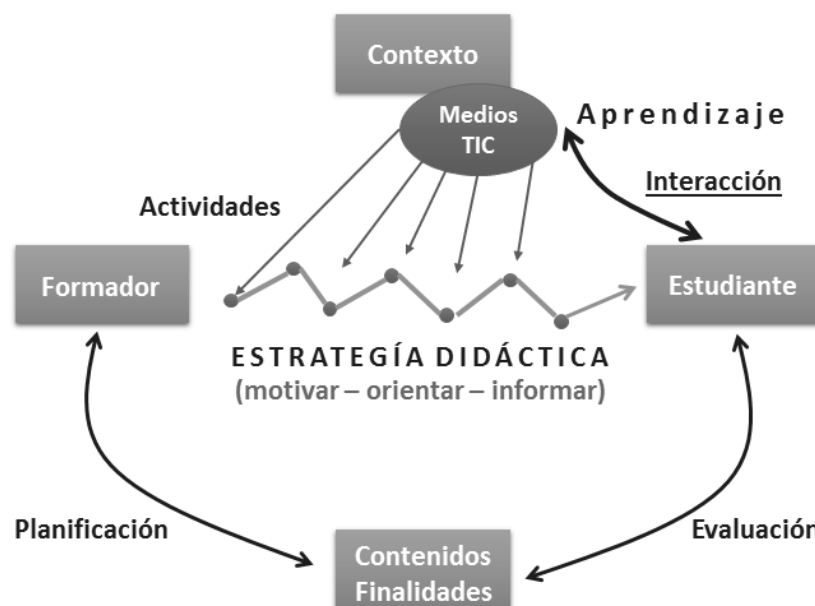 Contexto
Medios
TIC
Aprendizaje
Interacción
Actividades
Formador
Estudiante
ESTRATEGÍA DIDÁCTICA
(motivar – orientar – informar)
Planificación
Evaluación
Contenidos
Finalidades